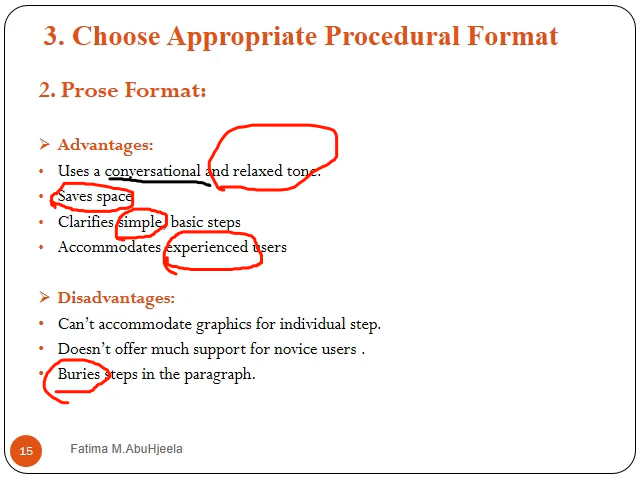 3. Choose Appropriate Procedural Format
2. Prose Format:
➢ Advantages:
• Uses a conversational and relaxed tone.
• Saves space
• Clarifies simple, basic steps
• Accommodates experienced users
➢ Disadvantages:
• Can't accommodate graphics for individual step.
• Doesn't offer much support for novice users .
• Buries steps in the paragraph.
15 Fatima M.AbuHjeela